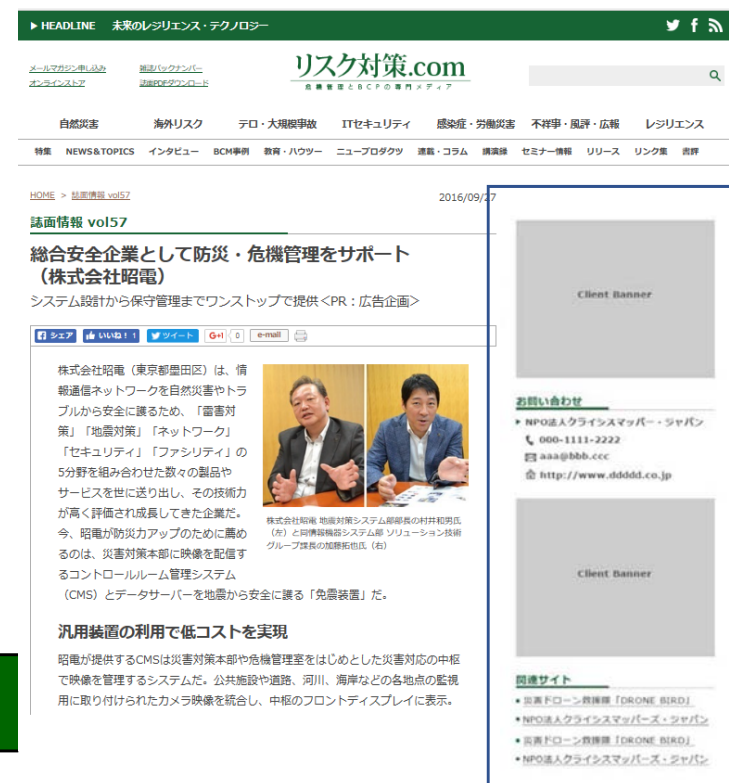 ▶ HEADLINE 未来のレジリエンス・テクノロジー
メールマガジン申し込み 雑誌バックナンバー
オンラインストア 誌面PDFダウンロード
リスク対策.com
危機管理とBCPの専門メディア
自然災害 海外リスク テロ・大規模事故 ITセキュリティ 感染症・労働災害 不祥事・風評・広報 レジリエンス
特集 NEWS&TOPICS インタビュー BCM事例 教育・ハウツー ニュープロダクツ 連載・コラム 講演録 セミナー情報 リリース リンク集 書評
HOME > 誌面情報 vol57
2016/09/27
誌面情報 vol57
総合安全企業として防災・危機管理をサポート
（株式会社昭電）
システム設計から保守管理までワンストップで提供<PR：広告企画>
シェア いいね！ 1 ツイート G+1 0 e-mail
株式会社昭電（東京都墨田区）は、情
報通信ネットワークを自然災害やトラ
ブルから安全に護るため、「雷害対
策」「地震対策」「ネットワーク」
「セキュリティ」「ファシリティ」の
5分野を組み合わせた数々の製品や
サービスを世に送り出し、その技術力
が高く評価され成長してきた企業だ。
今、昭電が防災力アップのために薦め
るのは、災害対策本部に映像を配信す
るコントロールルーム管理システム
（CMS）とデータサーバーを地震から安全に護る「免震装置」だ。
株式会社昭電 地震対策システム部部長の村井和男氏
（左）と同情報機器システム部 ソリューション技術
グループ課長の加藤拓也氏（右）
汎用装置の利用で低コストを実現
昭電が提供するCMSは災害対策本部や危機管理室をはじめとした災害対応の中枢
で映像を管理するシステムだ。公共施設や道路、河川、海岸などの各地点の監視
用に取り付けられたカメラ映像を統合し、中枢のフロントディスプレイに表示。
Client Banner
お問い合わせ
NPO法人クライシスマッパー・ジャパン
000-1111-2222
aaa@bbb.ccc
http://www.ddddd.co.jp
Client Banner
関連サイト
• 災害ドローン救援隊「DRONE BIRD」
• NPO法人クライシスマッパーズ・ジャパン
• 災害ドローン救援隊「DRONE BIRD」
• NPO法人クライシスマッパーズ・ジャパン